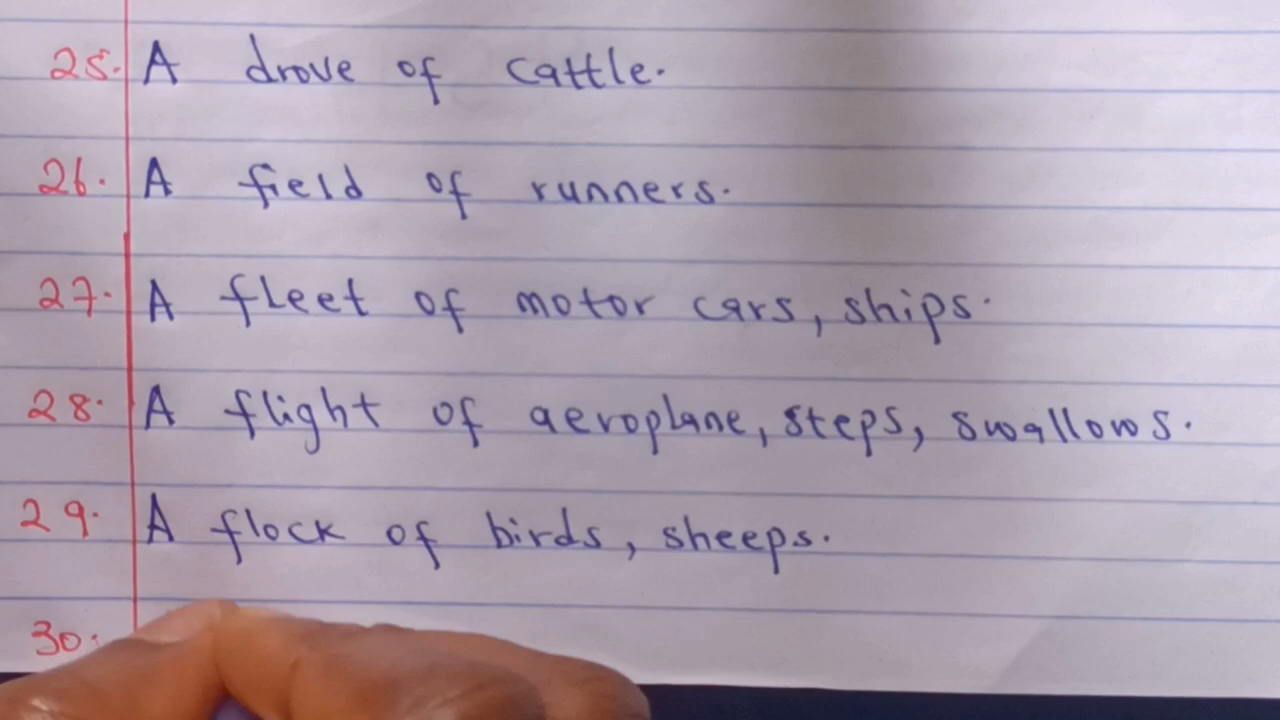 25. A drove of cattle.
26. A field of runners.
27. A fleet of motor cars, ships.
28. A flight of aeroplane, steps, swallows.
29. A flock of birds, sheeps.
30.